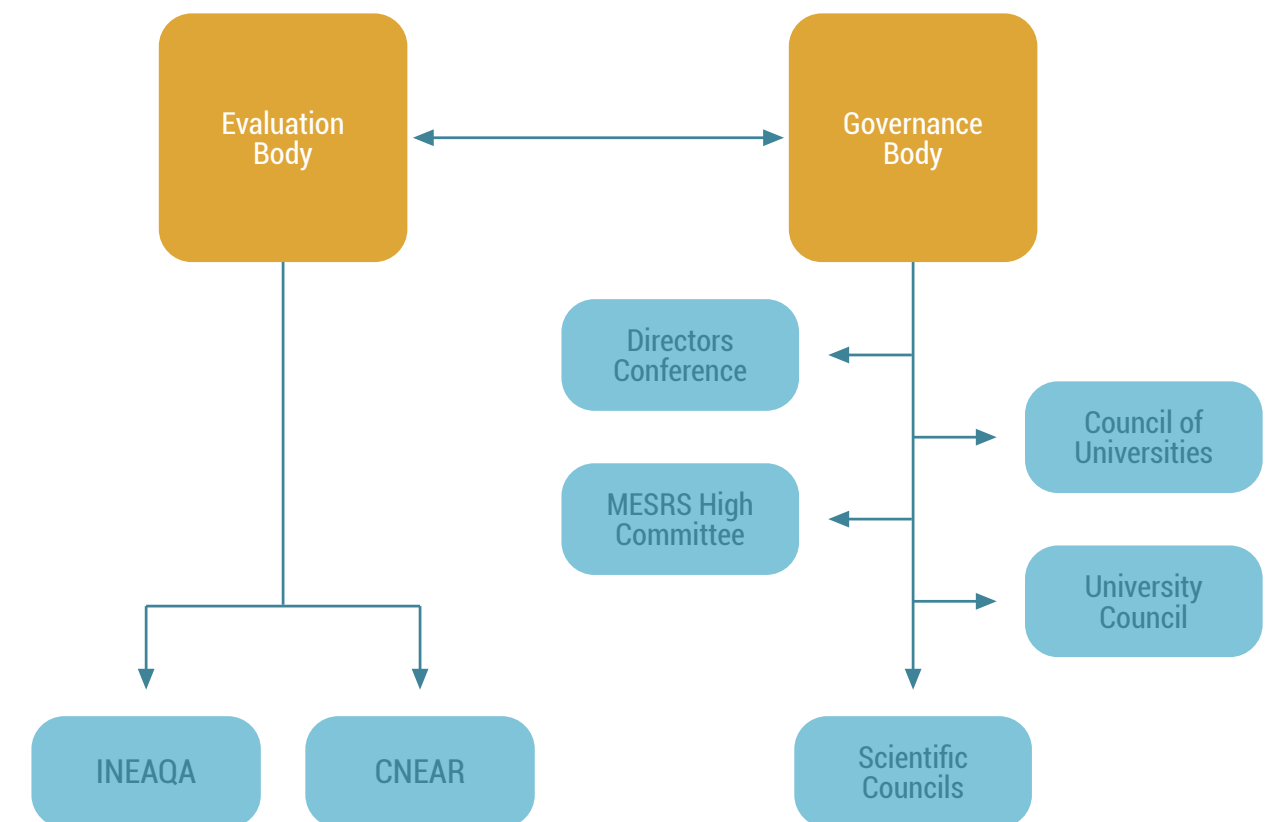 Evaluation
Body
Governance
Body
Directors
Conference
Council of
Universities
MESRS High
Committee
University
Council
INEAQA
CNEAR
Scientific
Councils